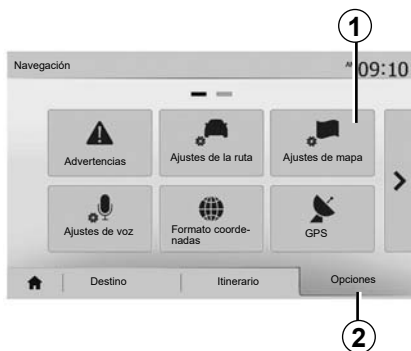 1
Navegación
AM 09:10
Advertencias
Ajustes de la ruta
Ajustes de mapa
Ajustes de voz
Formato coorde-
nadas
GPS
Destino
Itinerario
Opciones
2